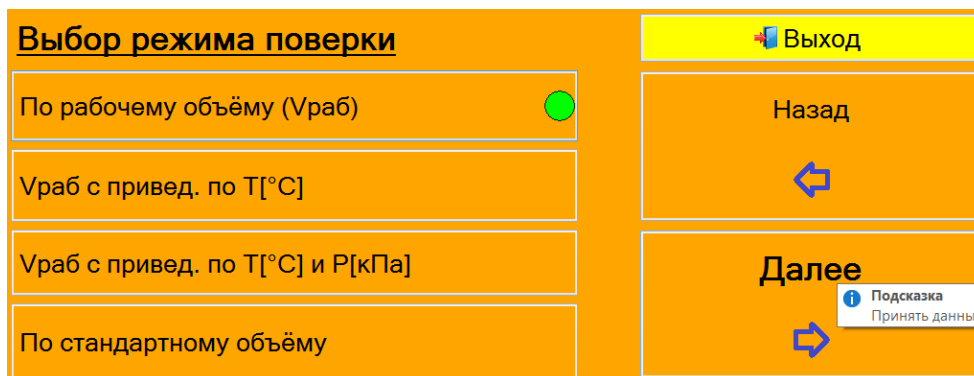 Выбор режима поверки
По рабочему объёму (Vраб)
Vраб с привед. по T[°C]
Vраб с привед. по T[°C] и P[кПа]
По стандартному объёму
Выход
Назад
Далее
Подсказка
Принять данны